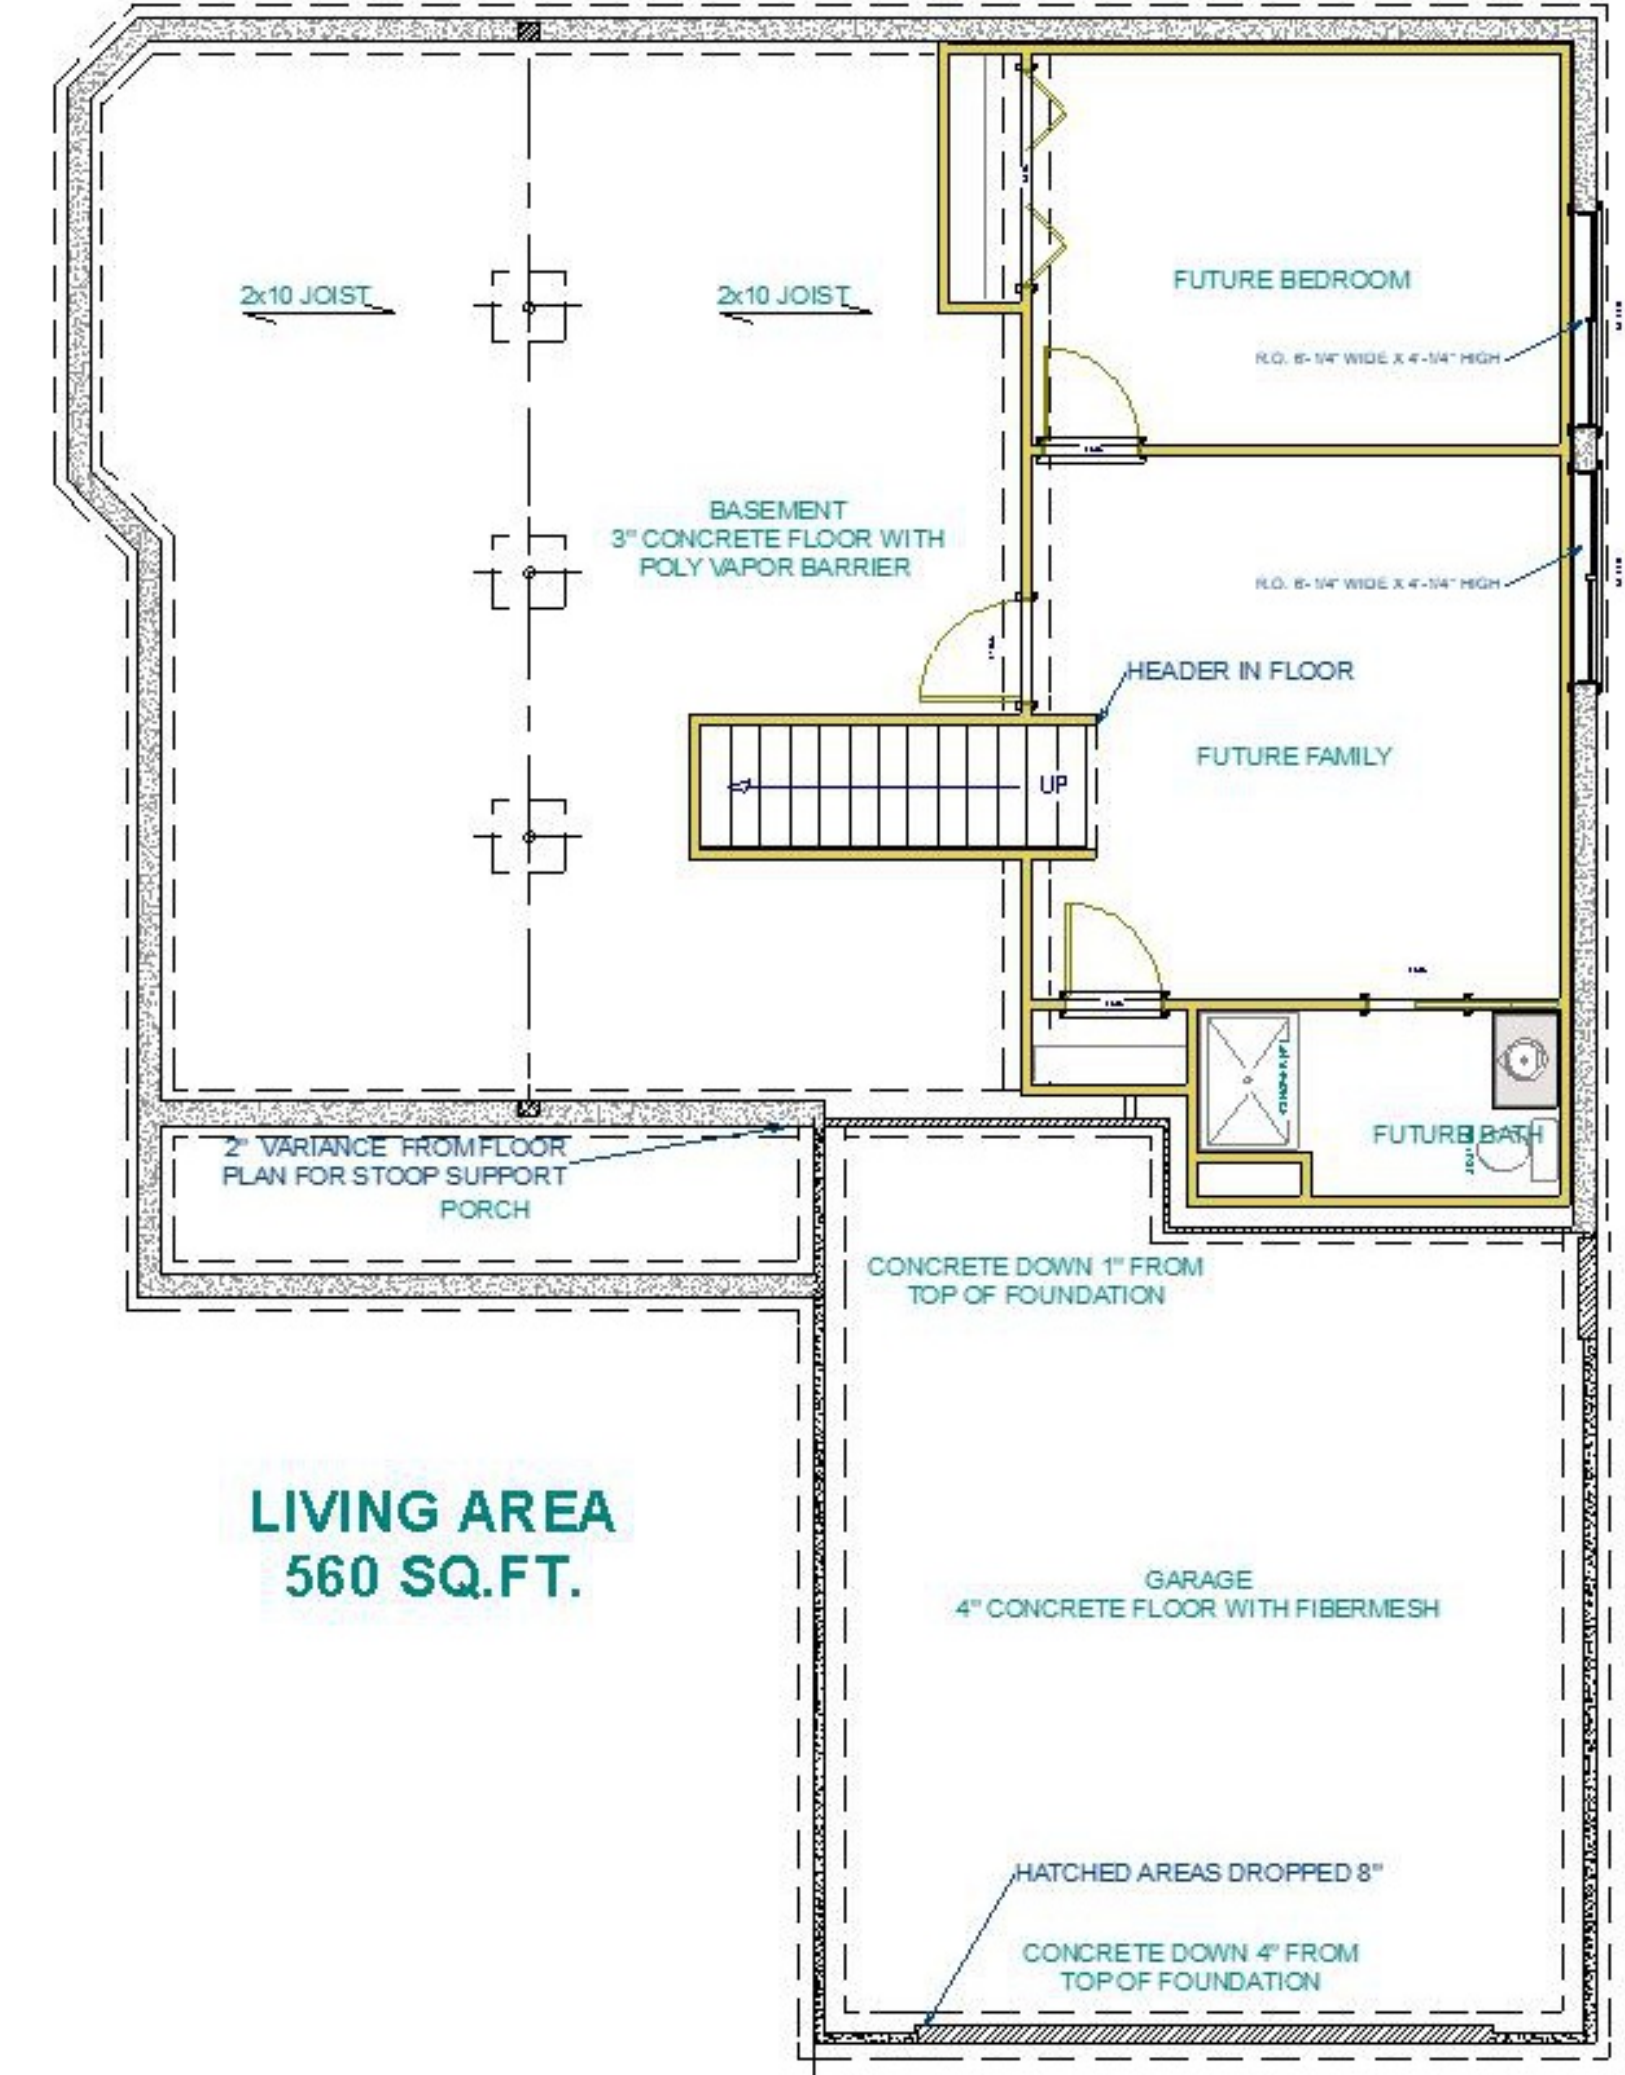 FUTURE BEDROOM
2x10 JOIST
2x10 JOIST
R.O. 6'-1/4" WIDE X 4'-1/4" HIGH
BASEMENT
3" CONCRETE FLOOR WITH
POLY VAPOR BARRIER
R.O. 6'-1/4" WIDE X 4'-1/4" HIGH
HEADER IN FLOOR
FUTURE FAMILY
UP
FUTURE BATH
2" VARIANCE FROM FLOOR
PLAN FOR STOOP SUPPORT
PORCH
CONCRETE DOWN 1" FROM
TOP OF FOUNDATION
LIVING AREA
560 SQ.FT.
GARAGE
4" CONCRETE FLOOR WITH FIBERMESH
HATCHED AREAS DROPPED 8"
CONCRETE DOWN 4" FROM
TOP OF FOUNDATION